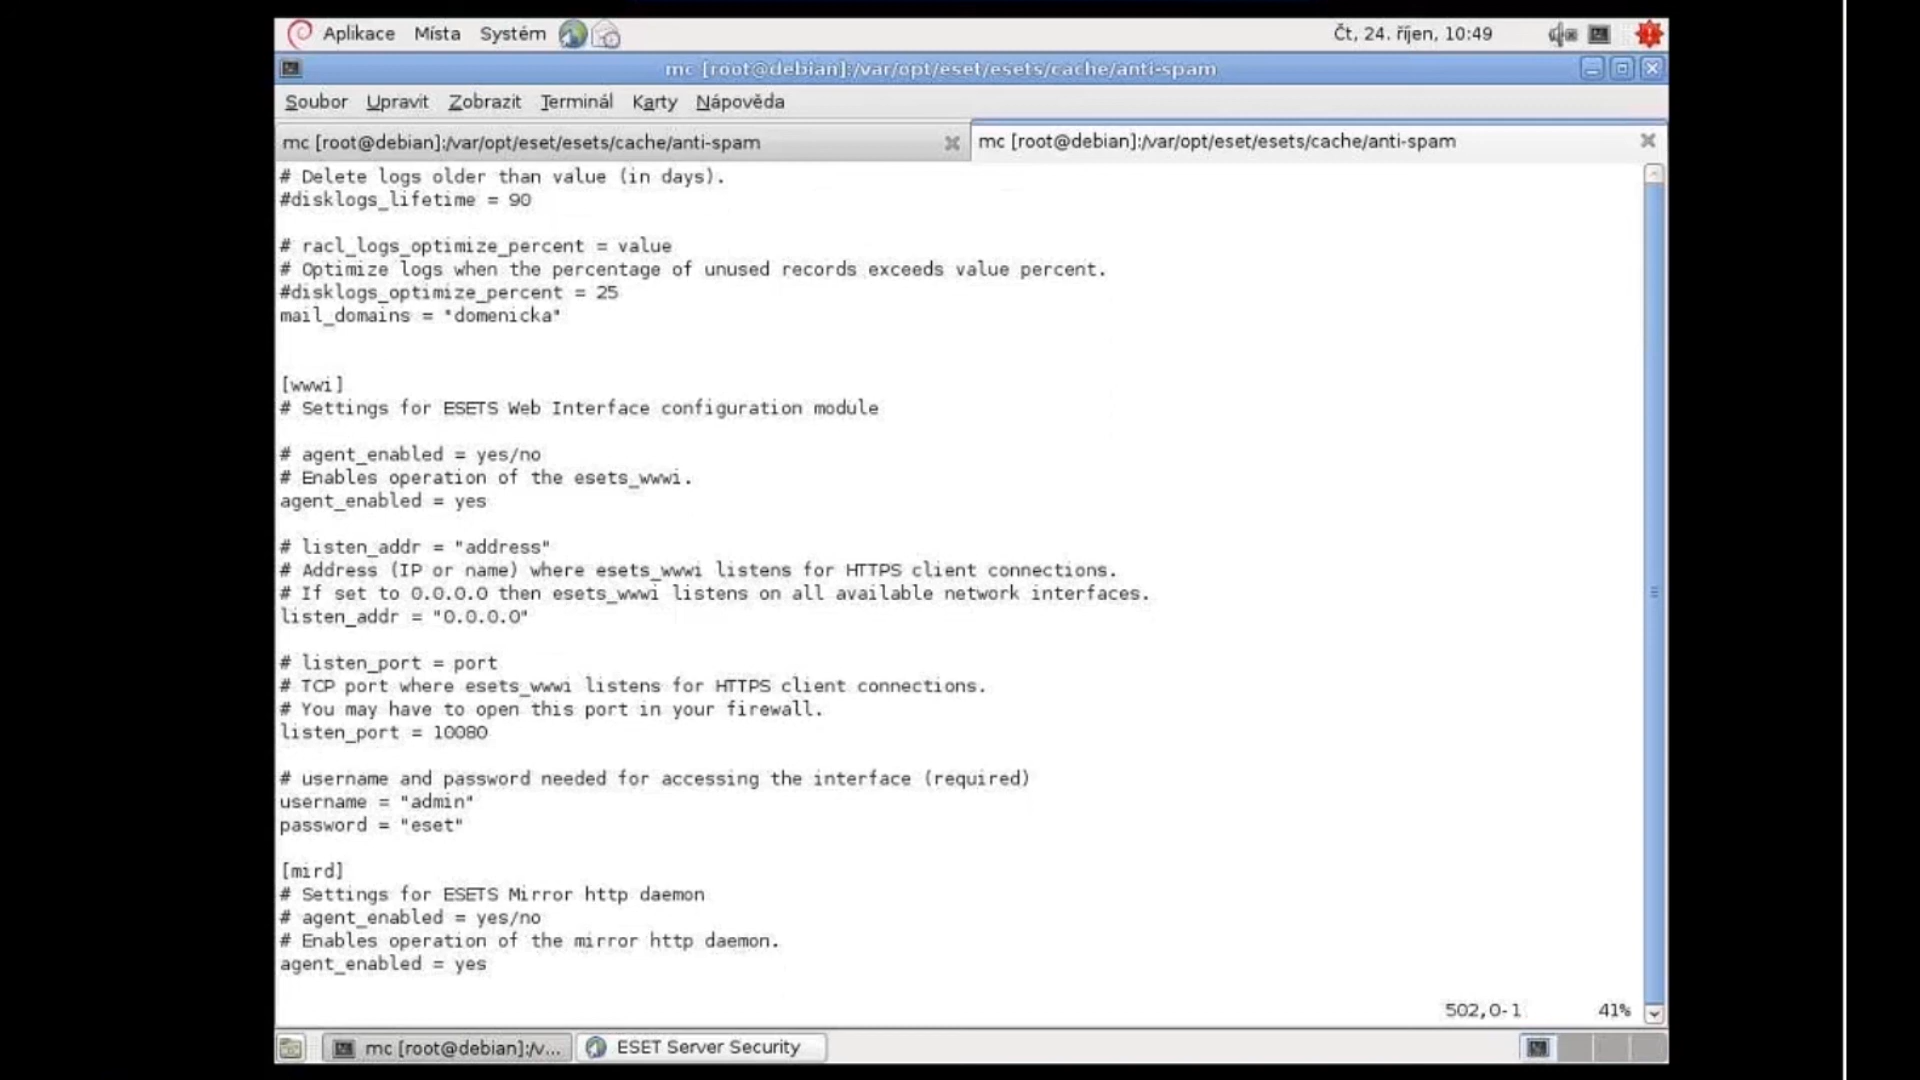 Aplikace Místa Systém Čt, 24. říjen, 10:49
mc [root@debian]:/var/opt/eset/esets/cache/anti-spam
Soubor Upravit Zobrazit Terminál Karty Nápověda
mc [root@debian]:/var/opt/eset/esets/cache/anti-spam mc [root@debian]:/var/opt/eset/esets/cache/anti-spam
# Delete logs older than value (in days).
#disklogs_lifetime = 90
# racl_logs_optimize_percent = value
# Optimize logs when the percentage of unused records exceeds value percent.
#disklogs_optimize_percent = 25
mail_domains = "domenicka"
[wwwi]
# Settings for ESETS Web Interface configuration module
# agent_enabled = yes/no
# Enables operation of the esets_wwwi.
agent_enabled = yes
# listen_addr = "address"
# Address (IP or name) where esets_wwwi listens for HTTPS client connections.
# If set to 0.0.0.0 then esets_wwwi listens on all available network interfaces.
listen_addr = "0.0.0.0"
# listen_port = port
# TCP port where esets_wwwi listens for HTTPS client connections.
# You may have to open this port in your firewall.
listen_port = 10080
# username and password needed for accessing the interface (required)
username = "admin"
password = "eset"
[mird]
# Settings for ESETS Mirror http daemon
# agent_enabled = yes/no
# Enables operation of the mirror http daemon.
agent_enabled = yes
502,0-1 41%
mc [root@debian]:/v... ESET Server Security